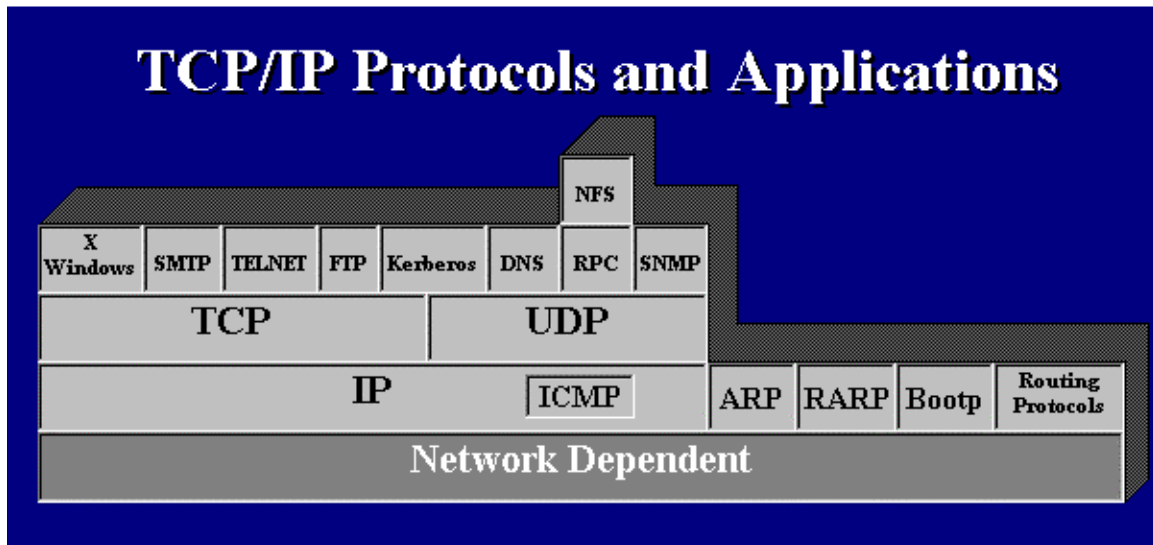 TCP/IP Protocols and Applications
NFS
X
Windows
SMTP
TELNET
FTP
Kerberos
DNS
RPC
SNMP
TCP
UDP
IP
ICMP
ARP
RARP
Bootp
Routing
Protocols
Network Dependent